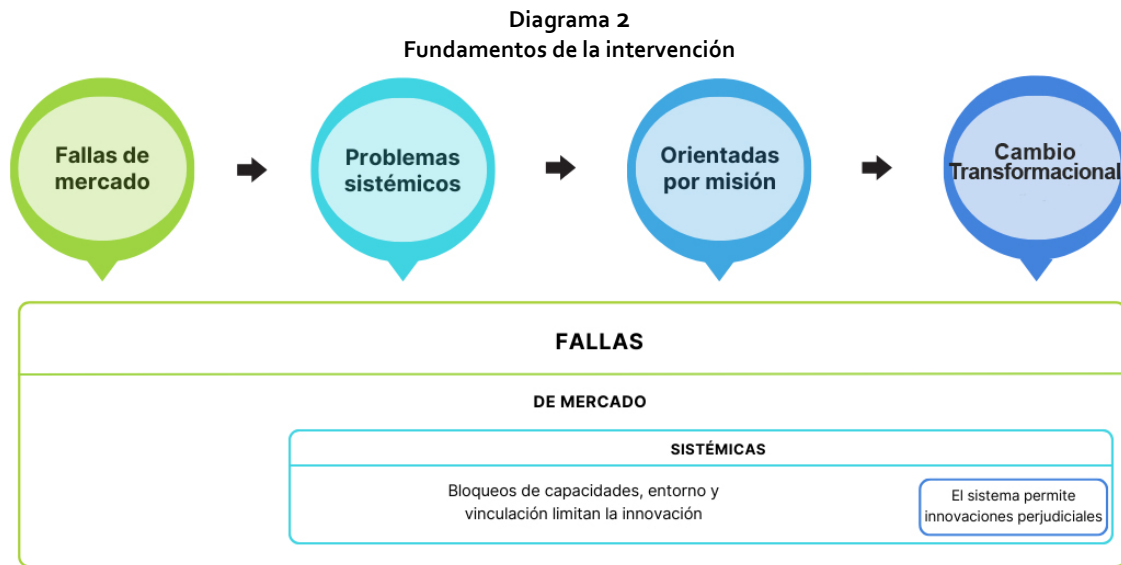 Diagrama 2
Fundamentos de la intervención
Fallas de
mercado
Problemas
sistémicos
Orientadas
por misión
Cambio
Transformacional
FALLAS
DE MERCADO
SISTÉMICAS
Bloqueos de capacidades, entorno y
vinculación limitan la innovación
El sistema permite
innovaciones perjudiciales